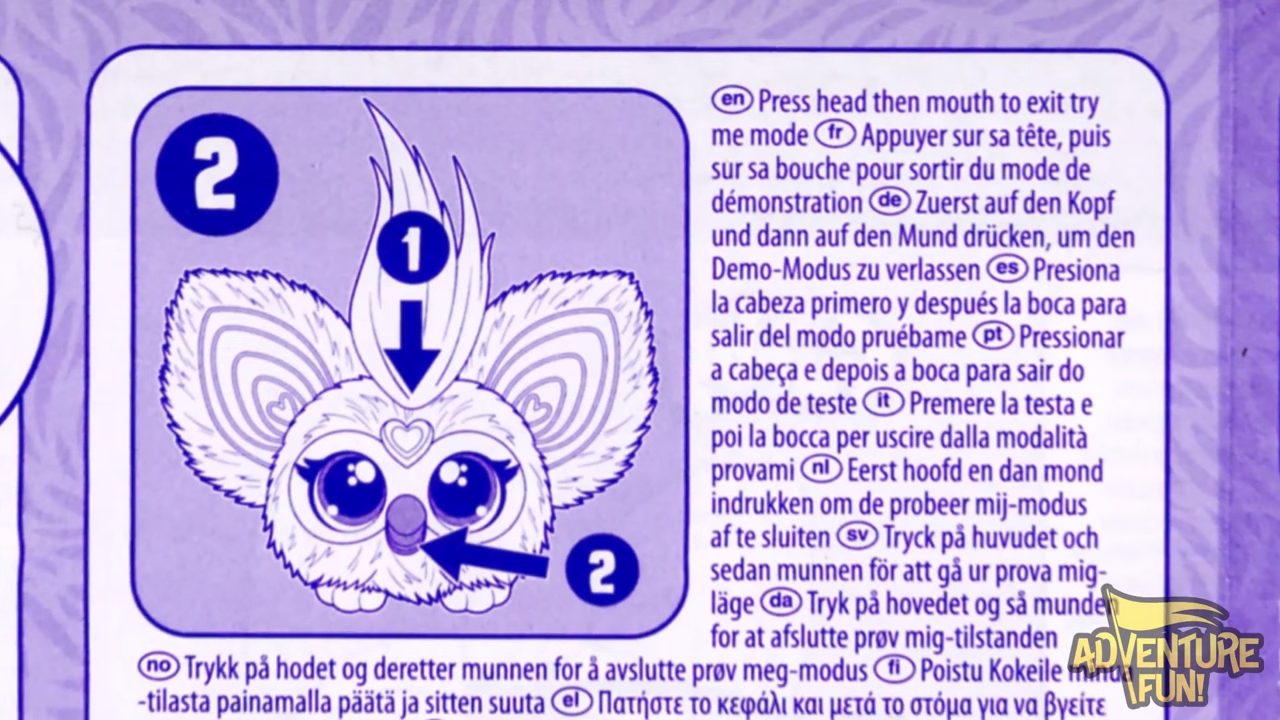 2
1
2
en Press head then mouth to exit try
me mode fr Appuyer sur sa tête, puis
sur sa bouche pour sortir du mode de
démonstration de Zuerst auf den Kopf
und dann auf den Mund drücken, um den
Demo-Modus zu verlassen es Presiona
la cabeza primero y después la boca para
salir del modo pruébame pt Pressionar
a cabeça e depois a boca para sair do
modo de teste it Premere la testa e
poi la bocca per uscire dalla modalità
provami nl Eerst hoofd en dan mond
indrukken om de probeer mij-modus
af te sluiten sv Tryck på huvudet och
sedan munnen för att gå ur prova mig-
läge da Tryk på hovedet og så munden
for at afslutte prøv mig-tilstanden
no Trykk på hodet og deretter munnen for å avslutte prøv meg-modus fi Poistu Kokeile minua
-tilasta painamalla päätä ja sitten suuta el Πατήστε το κεφάλι και μετά το στόμα για να βγείτε
ADVENTURE
FUN!